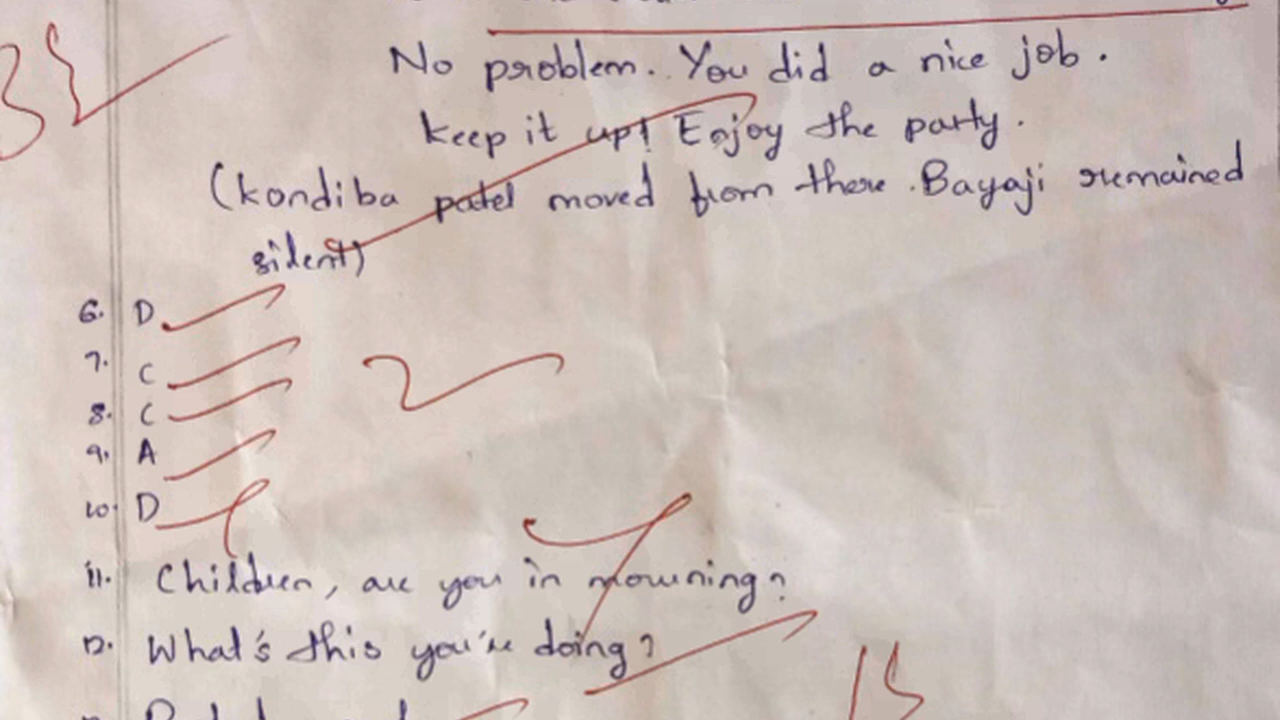 No problem. You did a nice job.
Keep it up! Enjoy the party.
(Kondiba patel moved from there. Bayaji remained
silent)
6. D
7. C
2
8. C
9. A
10. D
11. Children, are you in mourning?
12. What's this you're doing?